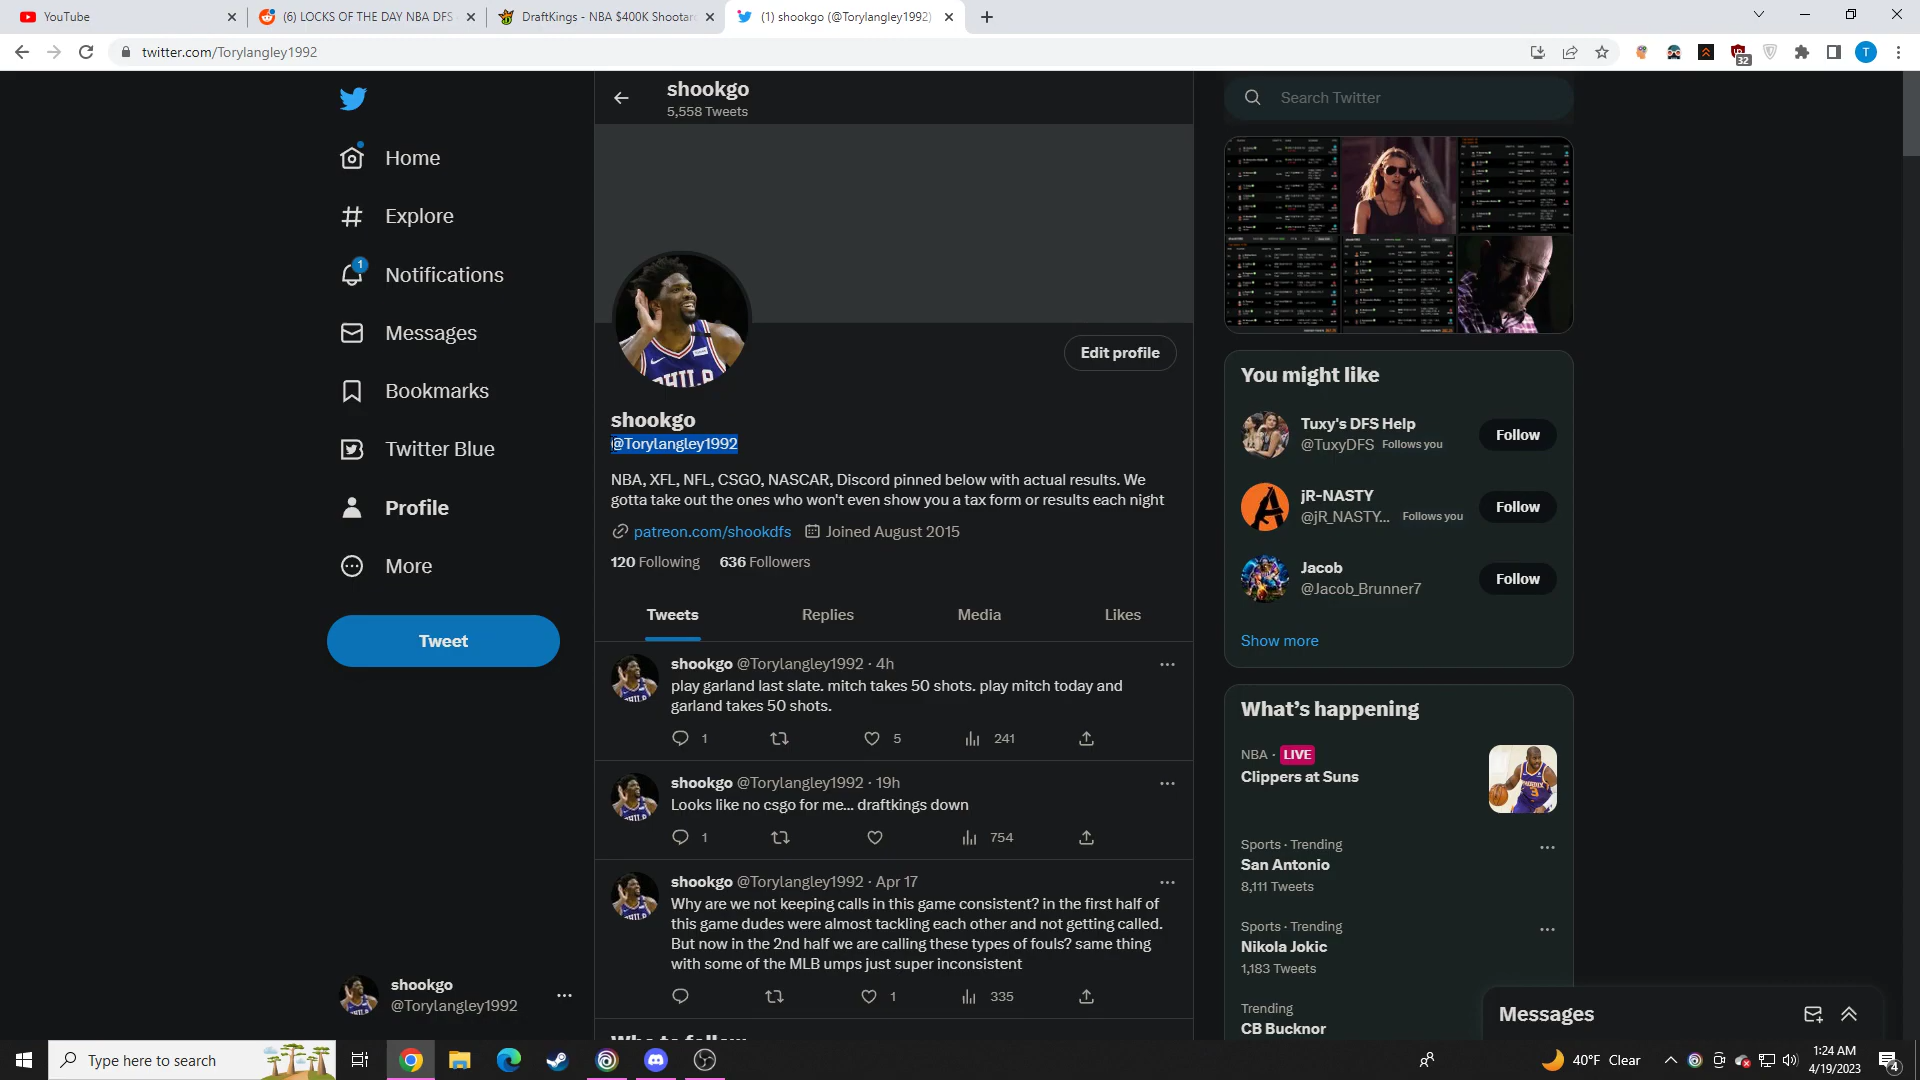 YouTube
(6) LOCKS OF THE DAY NBA DFS
DraftKings - NBA $400K Shootar
(1) shookgo (@Torylangley1992)
twitter.com/Torylangley1992
32
T
shookgo
5,558 Tweets
Search Twitter
Home
Explore
1
Notifications
Messages
Bookmarks
Twitter Blue
Profile
More
Tweet
Edit profile
shookgo
@Torylangley1992
NBA, XFL, NFL, CSGO, NASCAR, Discord pinned below with actual results. We
gotta take out the ones who won't even show you a tax form or results each night
patreon.com/shookdfs Joined August 2015
120 Following 636 Followers
Tweets Replies Media Likes
shookgo @Torylangley1992 · 4h
play garland last slate. mitch takes 50 shots. play mitch today and
garland takes 50 shots.
1 5 241
shookgo @Torylangley1992 · 19h
Looks like no csgo for me... draftkings down
1 754
shookgo @Torylangley1992 · Apr 17
Why are we not keeping calls in this game consistent? in the first half of
this game dudes were almost tackling each other and not getting called.
But now in the 2nd half we are calling these types of fouls? same thing
with some of the MLB umps just super inconsistent
1 335
Who to follow
You might like
Tuxy's DFS Help
@TuxyDFS Follows you
Follow
jR-NASTY
@jR_NASTY... Follows you
Follow
Jacob
@Jacob_Brunner7
Follow
Show more
What's happening
NBA · LIVE
Clippers at Suns
Sports · Trending
San Antonio
8,111 Tweets
Sports · Trending
Nikola Jokic
1,183 Tweets
Trending
CB Bucknor
Messages
shookgo
@Torylangley1992
Type here to search
40°F Clear
1:24 AM
4/19/2023
4